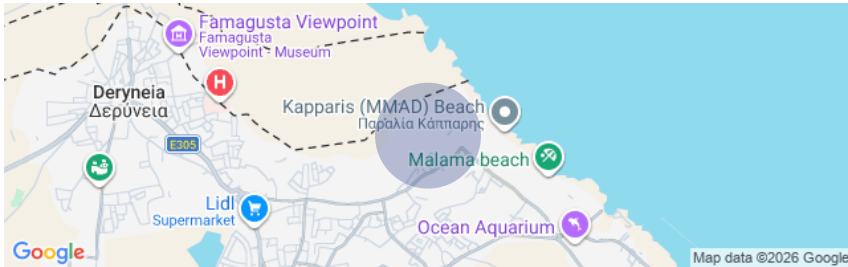 Famagusta Viewpoint
Famagusta
Viewpoint - Museum
H
Deryneia
Δερύνεια
Kapparis (MMAD) Beach
Παραλία Κάππαρης
E305
Malama beach
Lidl
Supermarket
Ocean Aquarium
Google
Map data ©2026 Google